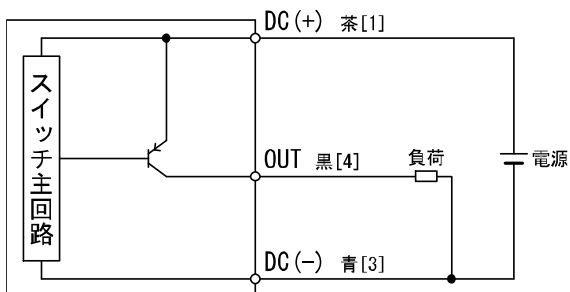 DC(+) 茶[1]
スイッチ主回路
OUT 黒[4]
負荷
電源
DC(-) 青[3]